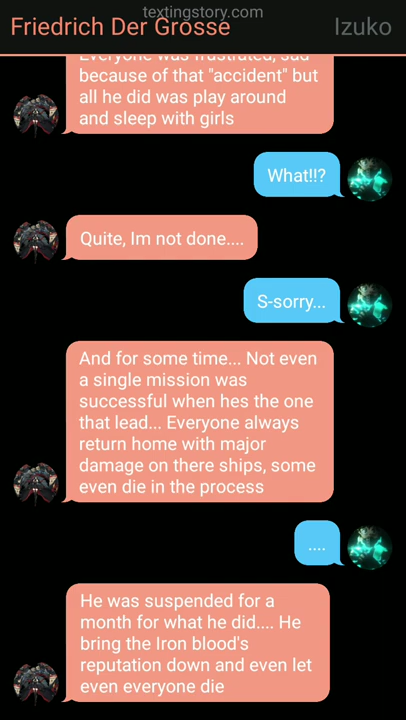 textingstory.com
Friedrich Der Grosse
Izuko
Everyone was frustrated, sad
because of that "accident" but
all he did was play around
and sleep with girls
What!!?
Quite, Im not done....
S-sorry...
And for some time... Not even
a single mission was
successful when hes the one
that lead... Everyone always
return home with major
damage on there ships, some
even die in the process
....
He was suspended for a
month for what he did.... He
bring the Iron blood's
reputation down and even let
even everyone die